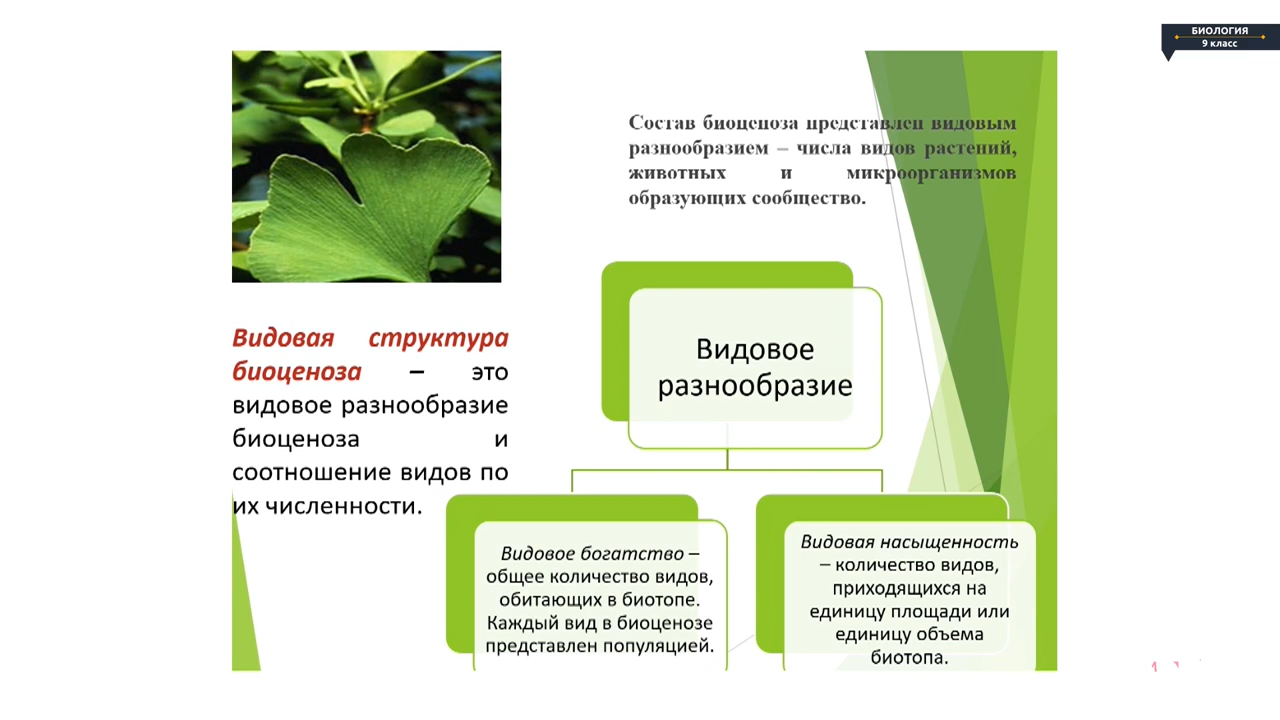 БИОЛОГИЯ
9 класс
Состав биоценоза представлен видовым
разнообразием – числа видов растений,
животных и микроорганизмов
образующих сообщество.
Видовая структура
биоценоза – это
видовое разнообразие
биоценоза и
соотношение видов по
их численности.
Видовое
разнообразие
Видовое богатство –
общее количество видов,
обитающих в биотопе.
Каждый вид в биоценозе
представлен популяцией.
Видовая насыщенность
– количество видов,
приходящихся на
единицу площади или
единицу объема
биотопа.